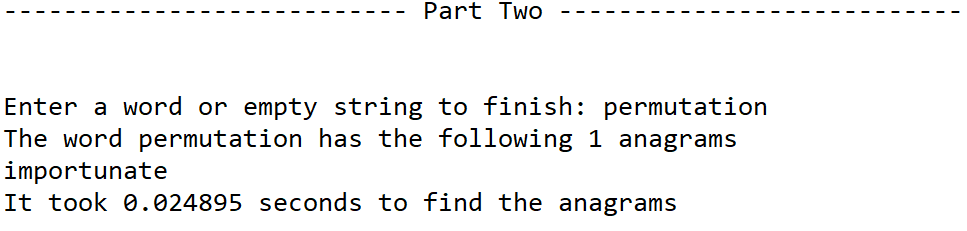 --------------------------- Part Two ---------------------------
Enter a word or empty string to finish: permutation
The word permutation has the following 1 anagrams
importunate
It took 0.024895 seconds to find the anagrams